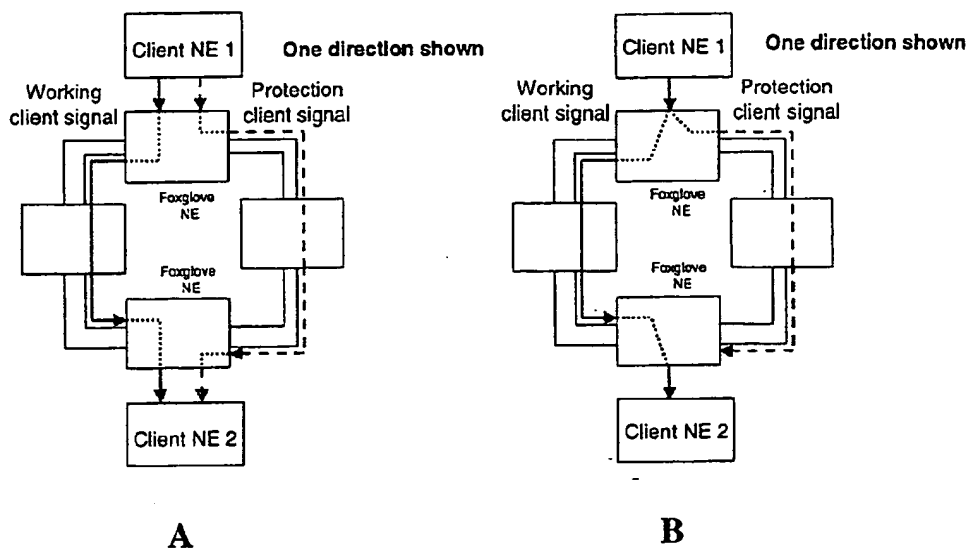 Client NE 1
One direction shown
Working
client signal
Protection
client signal
Foxglove
NE
Foxglove
NE
Client NE 2
A
Client NE 1
One direction shown
Working
client signal
Protection
client signal
Foxglove
NE
Foxglove
NE
Client NE 2
B